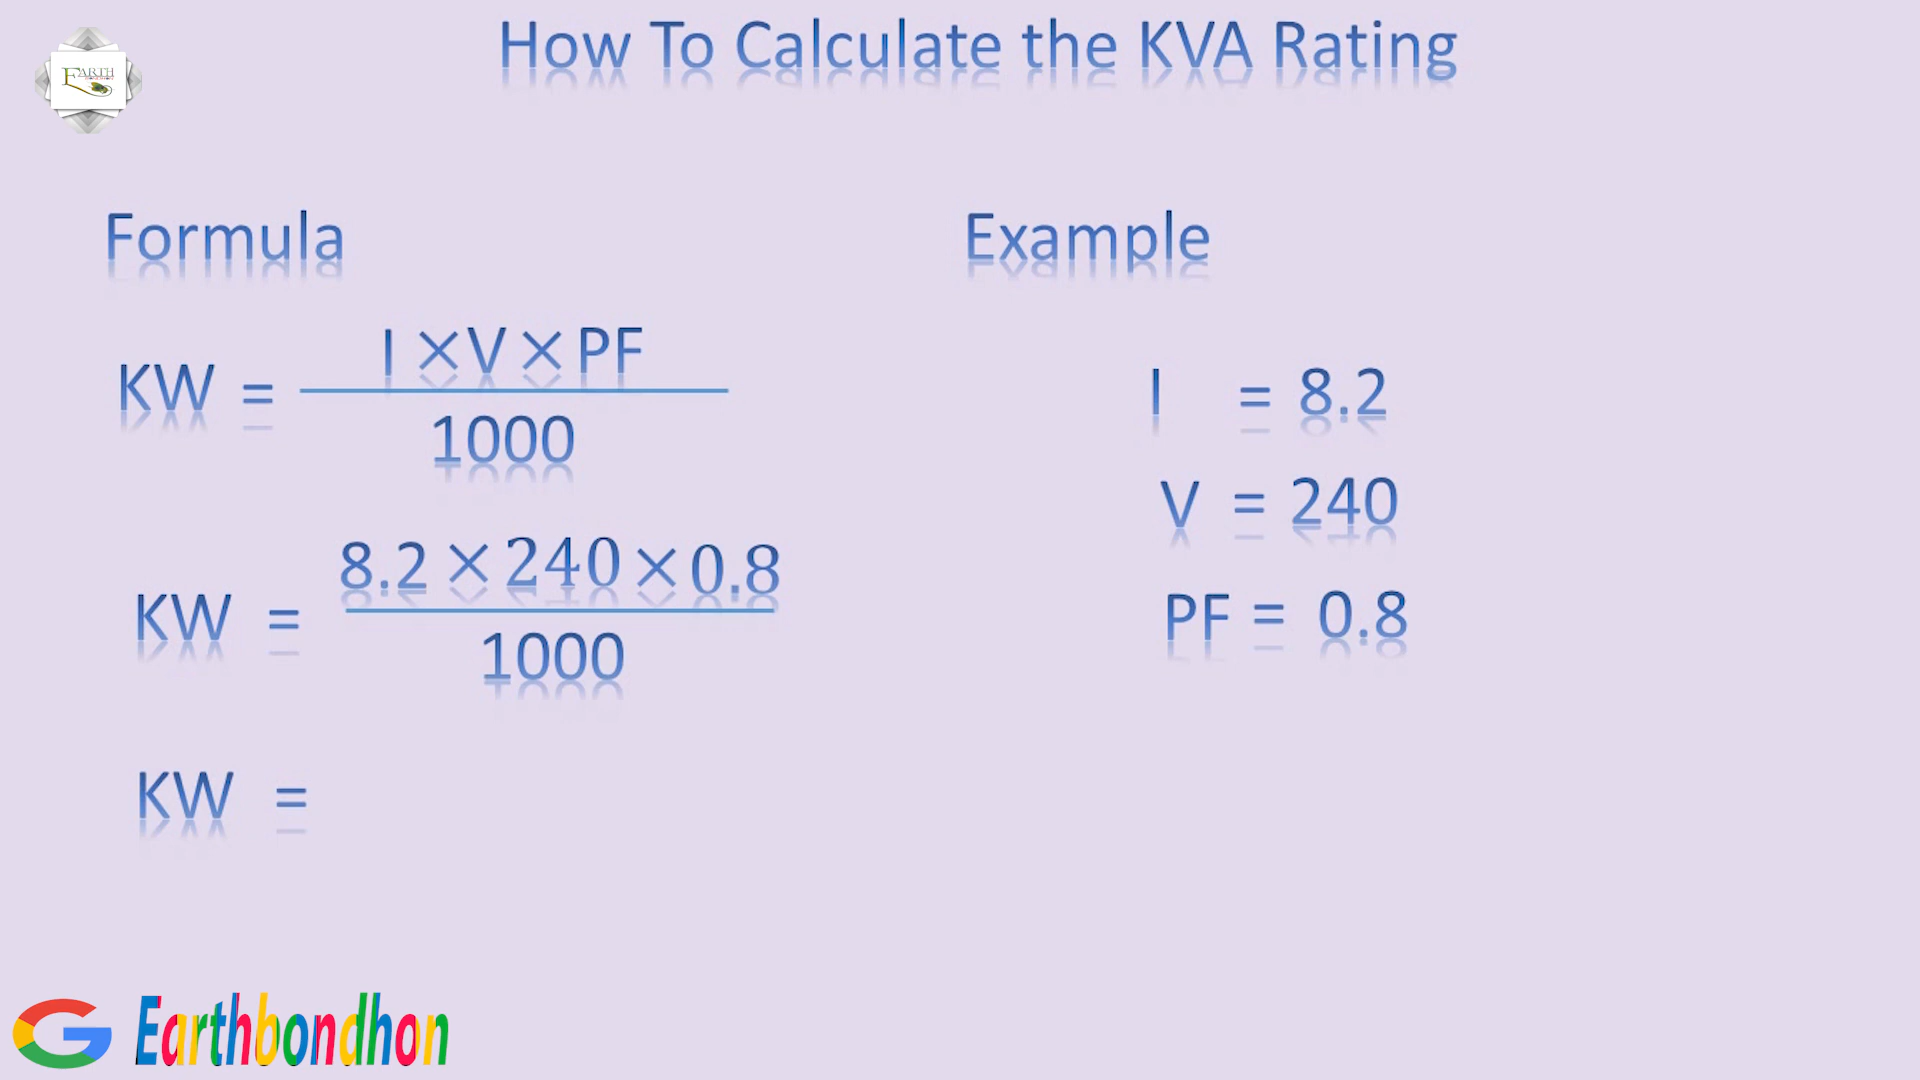 How To Calculate the KVA Rating
EARTH
Formula
KW = I × V × PF
1000
KW = 8.2 × 240 × 0.8
1000
KW =
Example
I = 8.2
V = 240
PF = 0.8
G Earthbondhon